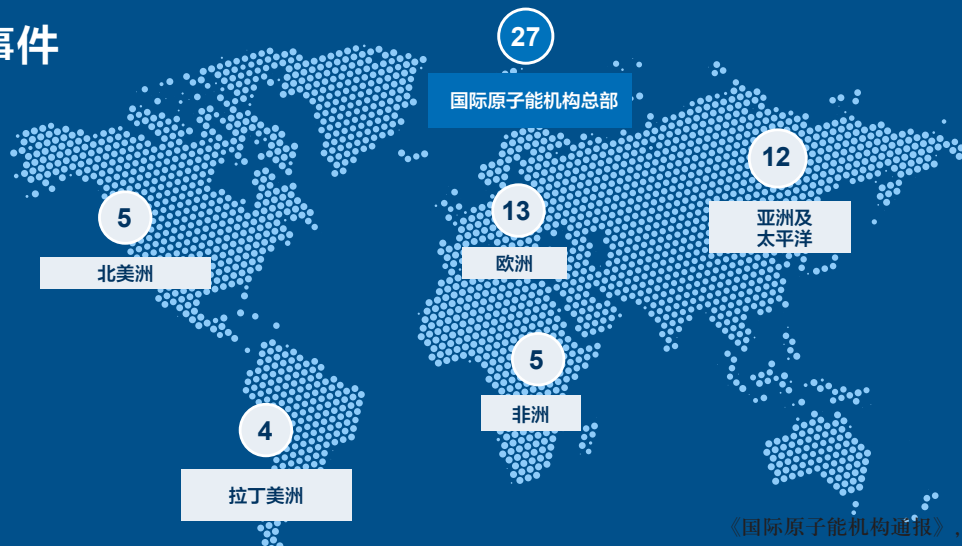 事件
27
国际原子能机构总部
12
亚洲及
太平洋
13
欧洲
5
北美洲
5
非洲
4
拉丁美洲
《国际原子能机构通报》,